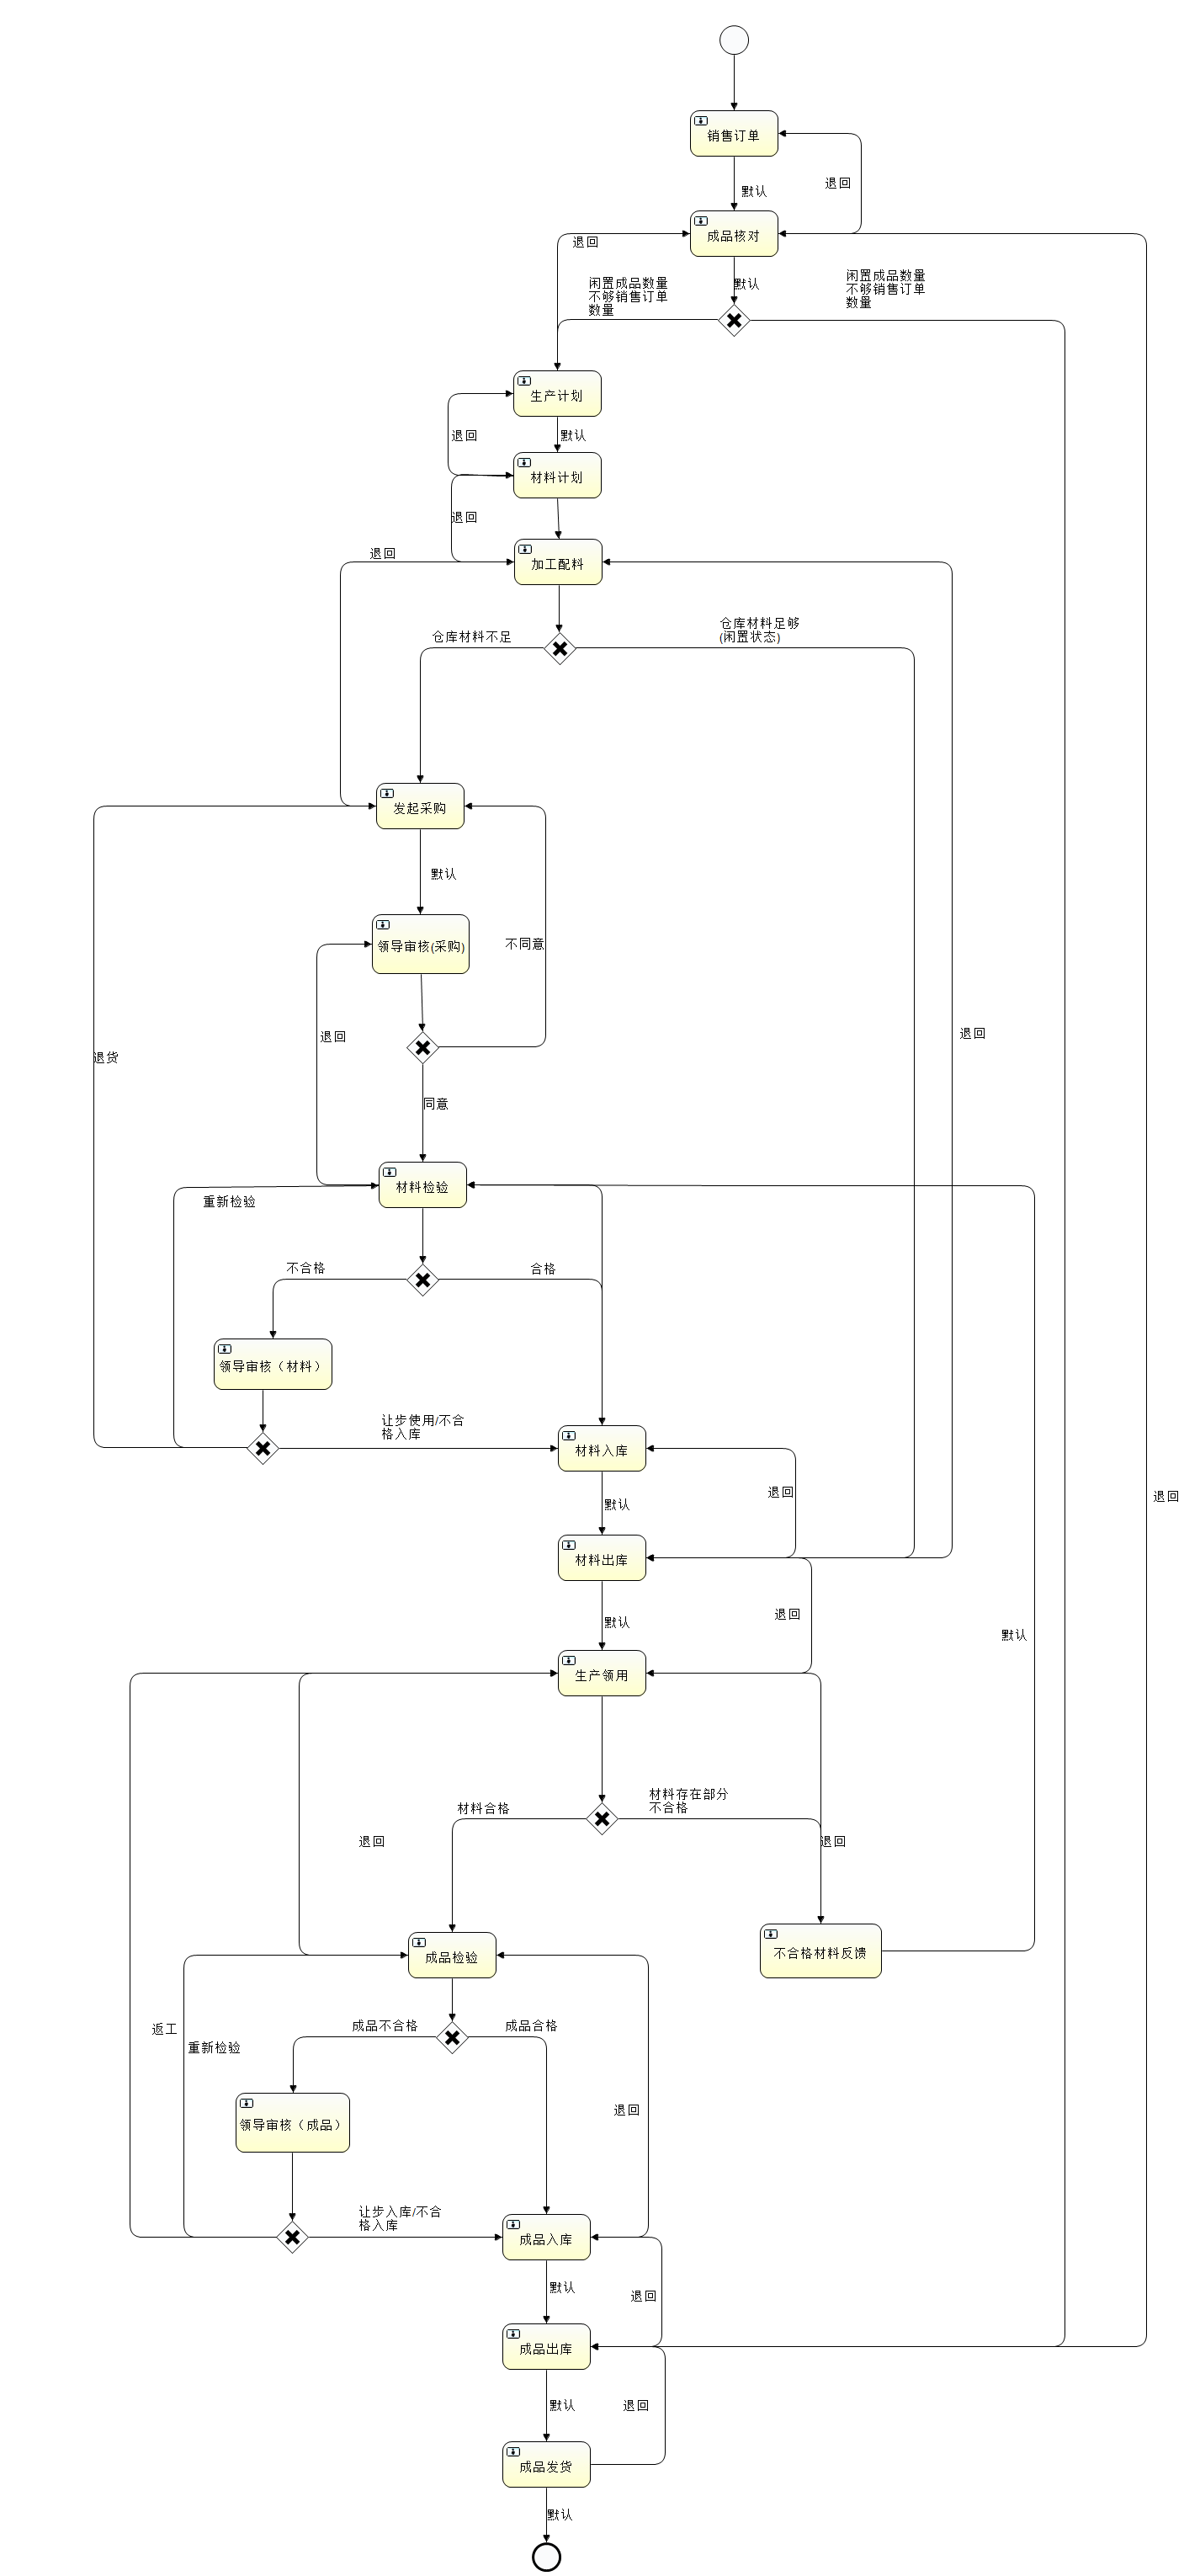 销售订单
默认
退回
成品核对
退回
默认
闲置成品数量
不够销售订单
数量
闲置成品数量
不够销售订单
数量
生产计划
退回
默认
材料计划
退回
退回
加工配料
仓库材料不足
仓库材料足够
(闲置状态)
发起采购
默认
领导审核(采购)
不同意
退回
退回
退货
同意
材料检验
重新检验
不合格
合格
领导审核（材料）
让步使用/不合
格入库
材料入库
退回
退回
默认
材料出库
退回
默认
默认
生产领用
材料合格
材料存在部分
不合格
退回
退回
成品检验
不合格材料反馈
返工
重新检验
成品不合格
成品合格
退回
领导审核（成品）
让步入库/不合
格入库
成品入库
默认
退回
成品出库
默认
退回
成品发货
默认